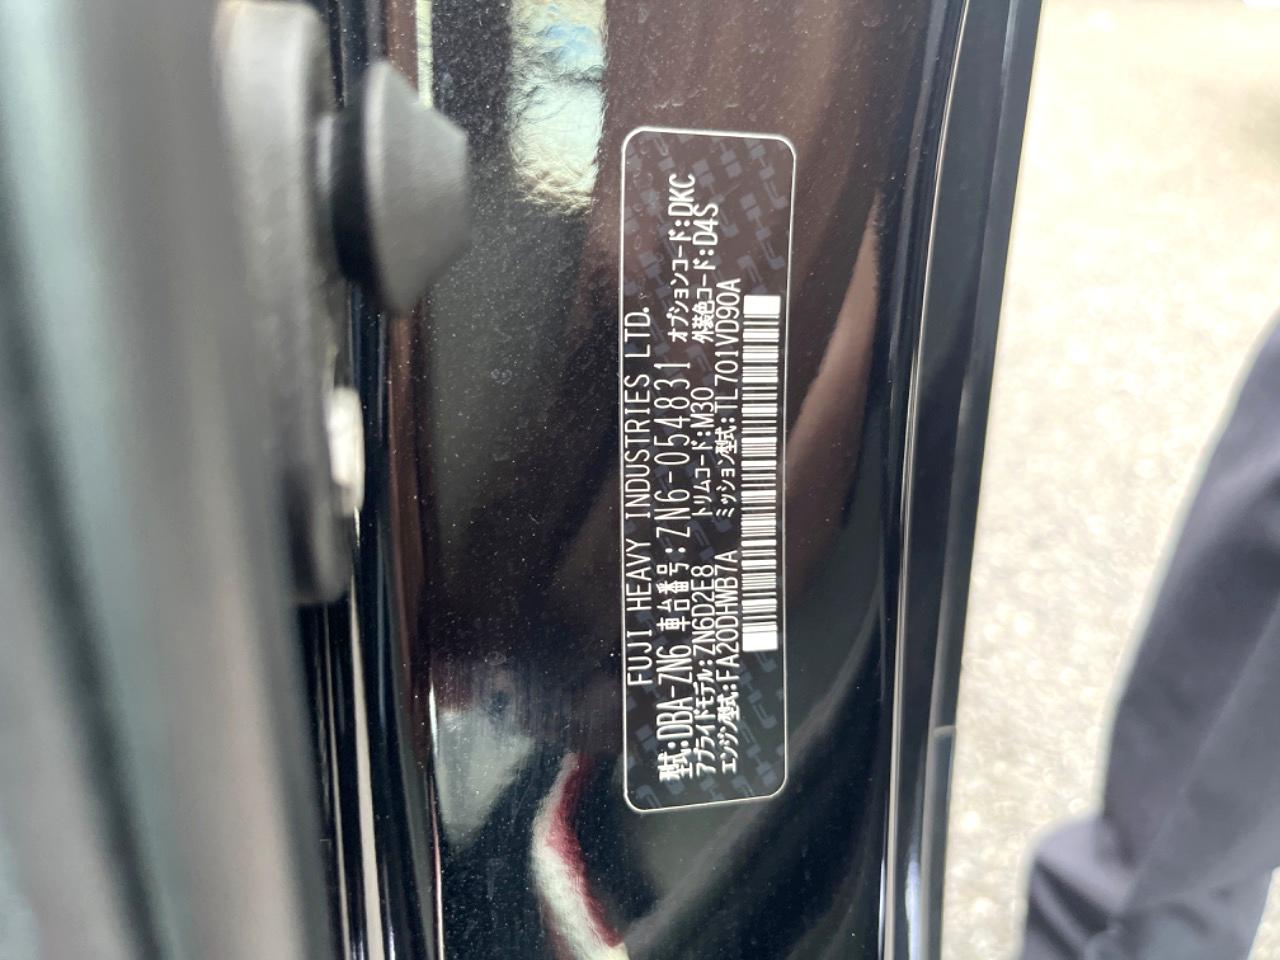 FUJI HEAVY INDUSTRIES LTD.
型式:DBA-ZN6 車台番号:ZN6-054831
アプライドモデル:ZN6D2E8 トリムコード:M30 オプションコード:DKC
外装色コード:D4S
エンジン型式:FA20DHWB7A ミッション型式:TL701VD90A